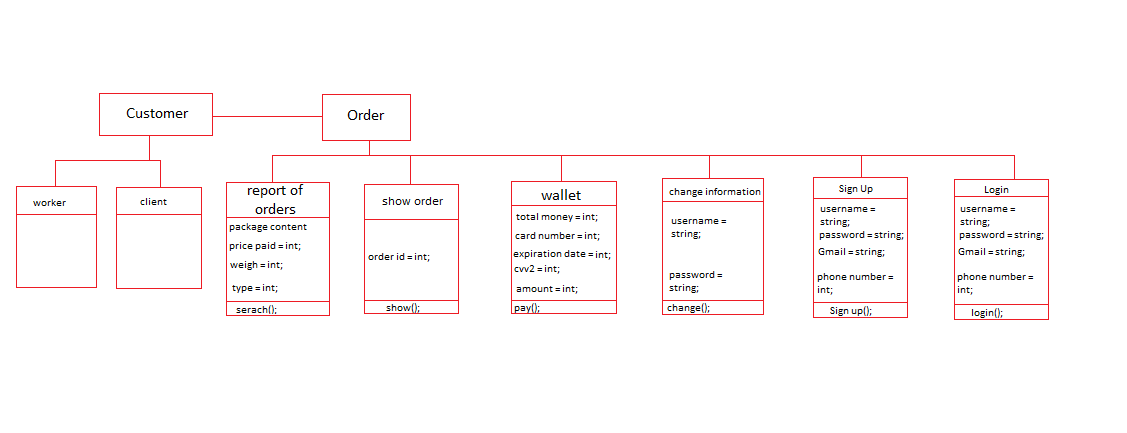 Customer
Order
worker
client
report of
orders
package content
price paid = int;
weigh = int;
type = int;
serach();
show order
order id = int;
show();
wallet
total money = int;
card number = int;
expiration date = int;
cvv2 = int;
amount = int;
pay();
change information
username =
string;
password =
string;
change();
Sign Up
username =
string;
password = string;
Gmail = string;
phone number =
int;
Sign up();
Login
username =
string;
password = string;
Gmail = string;
phone number =
int;
login();